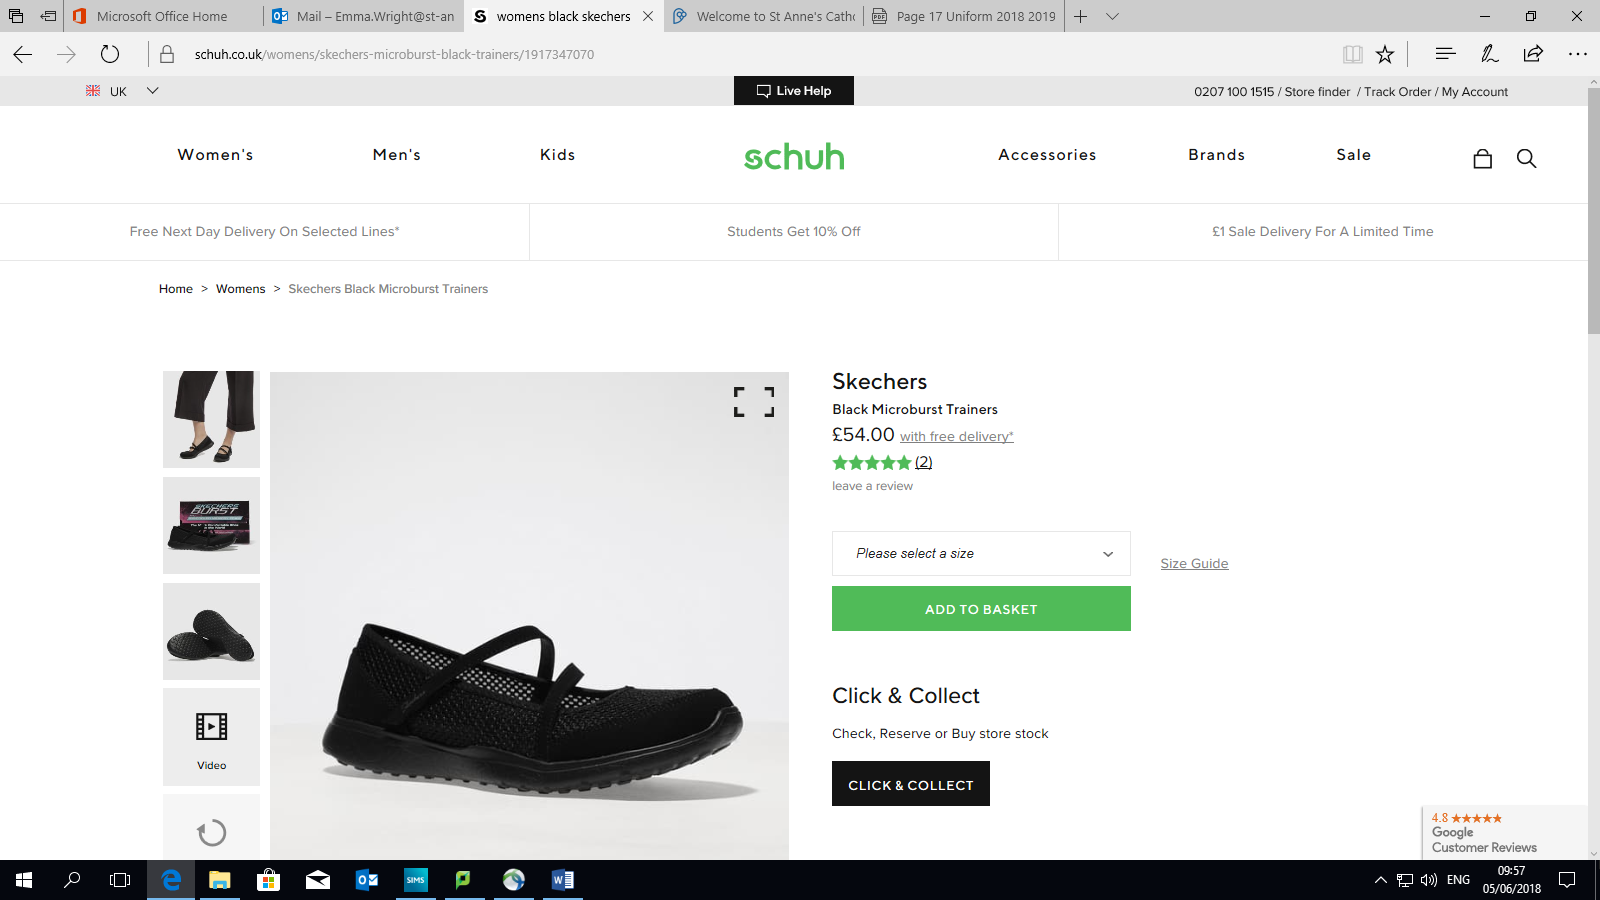 Microsoft Office Home
Mail – Emma.Wright@st-an
womens black skechers
Welcome to St Anne's Catho
Page 17 Uniform 2018 2019
schuh.co.uk/womens/skechers-microburst-black-trainers/1917347070
UK
Live Help
0207 100 1515 / Store finder / Track Order / My Account
Women's
Men's
Kids
schuh
Accessories
Brands
Sale
Free Next Day Delivery On Selected Lines*
Students Get 10% Off
£1 Sale Delivery For A Limited Time
Home > Womens > Skechers Black Microburst Trainers
SKECHERS
BURST
Skechers
Black Microburst Trainers
£54.00 with free delivery*
(2)
leave a review
Please select a size
Size Guide
ADD TO BASKET
Click & Collect
Check, Reserve or Buy store stock
CLICK & COLLECT
Video
4.8
Google
Customer Reviews
SIMS
ENG
09:57
05/06/2018